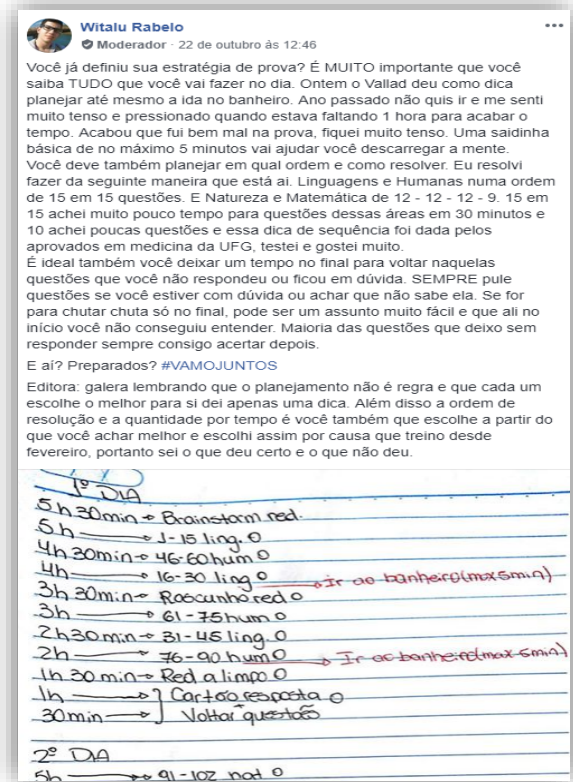 Witalu Rabelo
Moderador · 22 de outubro às 12:46
Você já definiu sua estratégia de prova? É MUITO importante que você
saiba TUDO que você vai fazer no dia. Ontem o Vallad deu como dica
planejar até mesmo a ida no banheiro. Ano passado não quis ir e me senti
muito tenso e pressionado quando estava faltando 1 hora para acabar o
tempo. Acabou que fui bem mal na prova, fiquei muito tenso. Uma saidinha
básica de no máximo 5 minutos vai ajudar você descarregar a mente.
Você deve também planejar em qual ordem e como resolver. Eu resolvi
fazer da seguinte maneira que está ai. Linguagens e Humanas numa ordem
de 15 em 15 questões. E Natureza e Matemática de 12 - 12 - 12 - 9. 15 em
15 achei muito pouco tempo para questões dessas áreas em 30 minutos e
10 achei poucas questões e essa dica de sequência foi dada pelos
aprovados em medicina da UFG, testei e gostei muito.
É ideal também você deixar um tempo no final para voltar naquelas
questões que você não respondeu ou ficou em dúvida. SEMPRE pule
questões se você estiver com dúvida ou achar que não sabe ela. Se for
para chutar chuta só no final, pode ser um assunto muito fácil e que ali no
início você não conseguiu entender. Maioria das questões que deixo sem
responder sempre consigo acertar depois.
E aí? Preparados? #VAMOJUNTOS
Editora: galera lembrando que o planejamento não é regra e que cada um
escolhe o melhor para si dei apenas uma dica. Além disso a ordem de
resolução e a quantidade por tempo é você também que escolhe a partir do
que você achar melhor e escolhi assim por causa que treino desde
fevereiro, portanto sei o que deu certo e o que não deu.
1º DIA
5h 30min → Brainstorm red.
5h → 1-15 ling. O
4h 30min → 46-60 hum O
4h → 16-30 ling O → Ir ao banheiro (max 5min)
3h 30min → Rascunho red O
3h → 61-75 hum O
2h 30min → 31-45 ling. O
2h → 76-90 hum O → Ir ao banheiro (max 5min)
1h 30 min → Red a limpo O
1h → Cartão resposta O
30min → Voltar questão
2º DIA
5h → 91-102 nat O